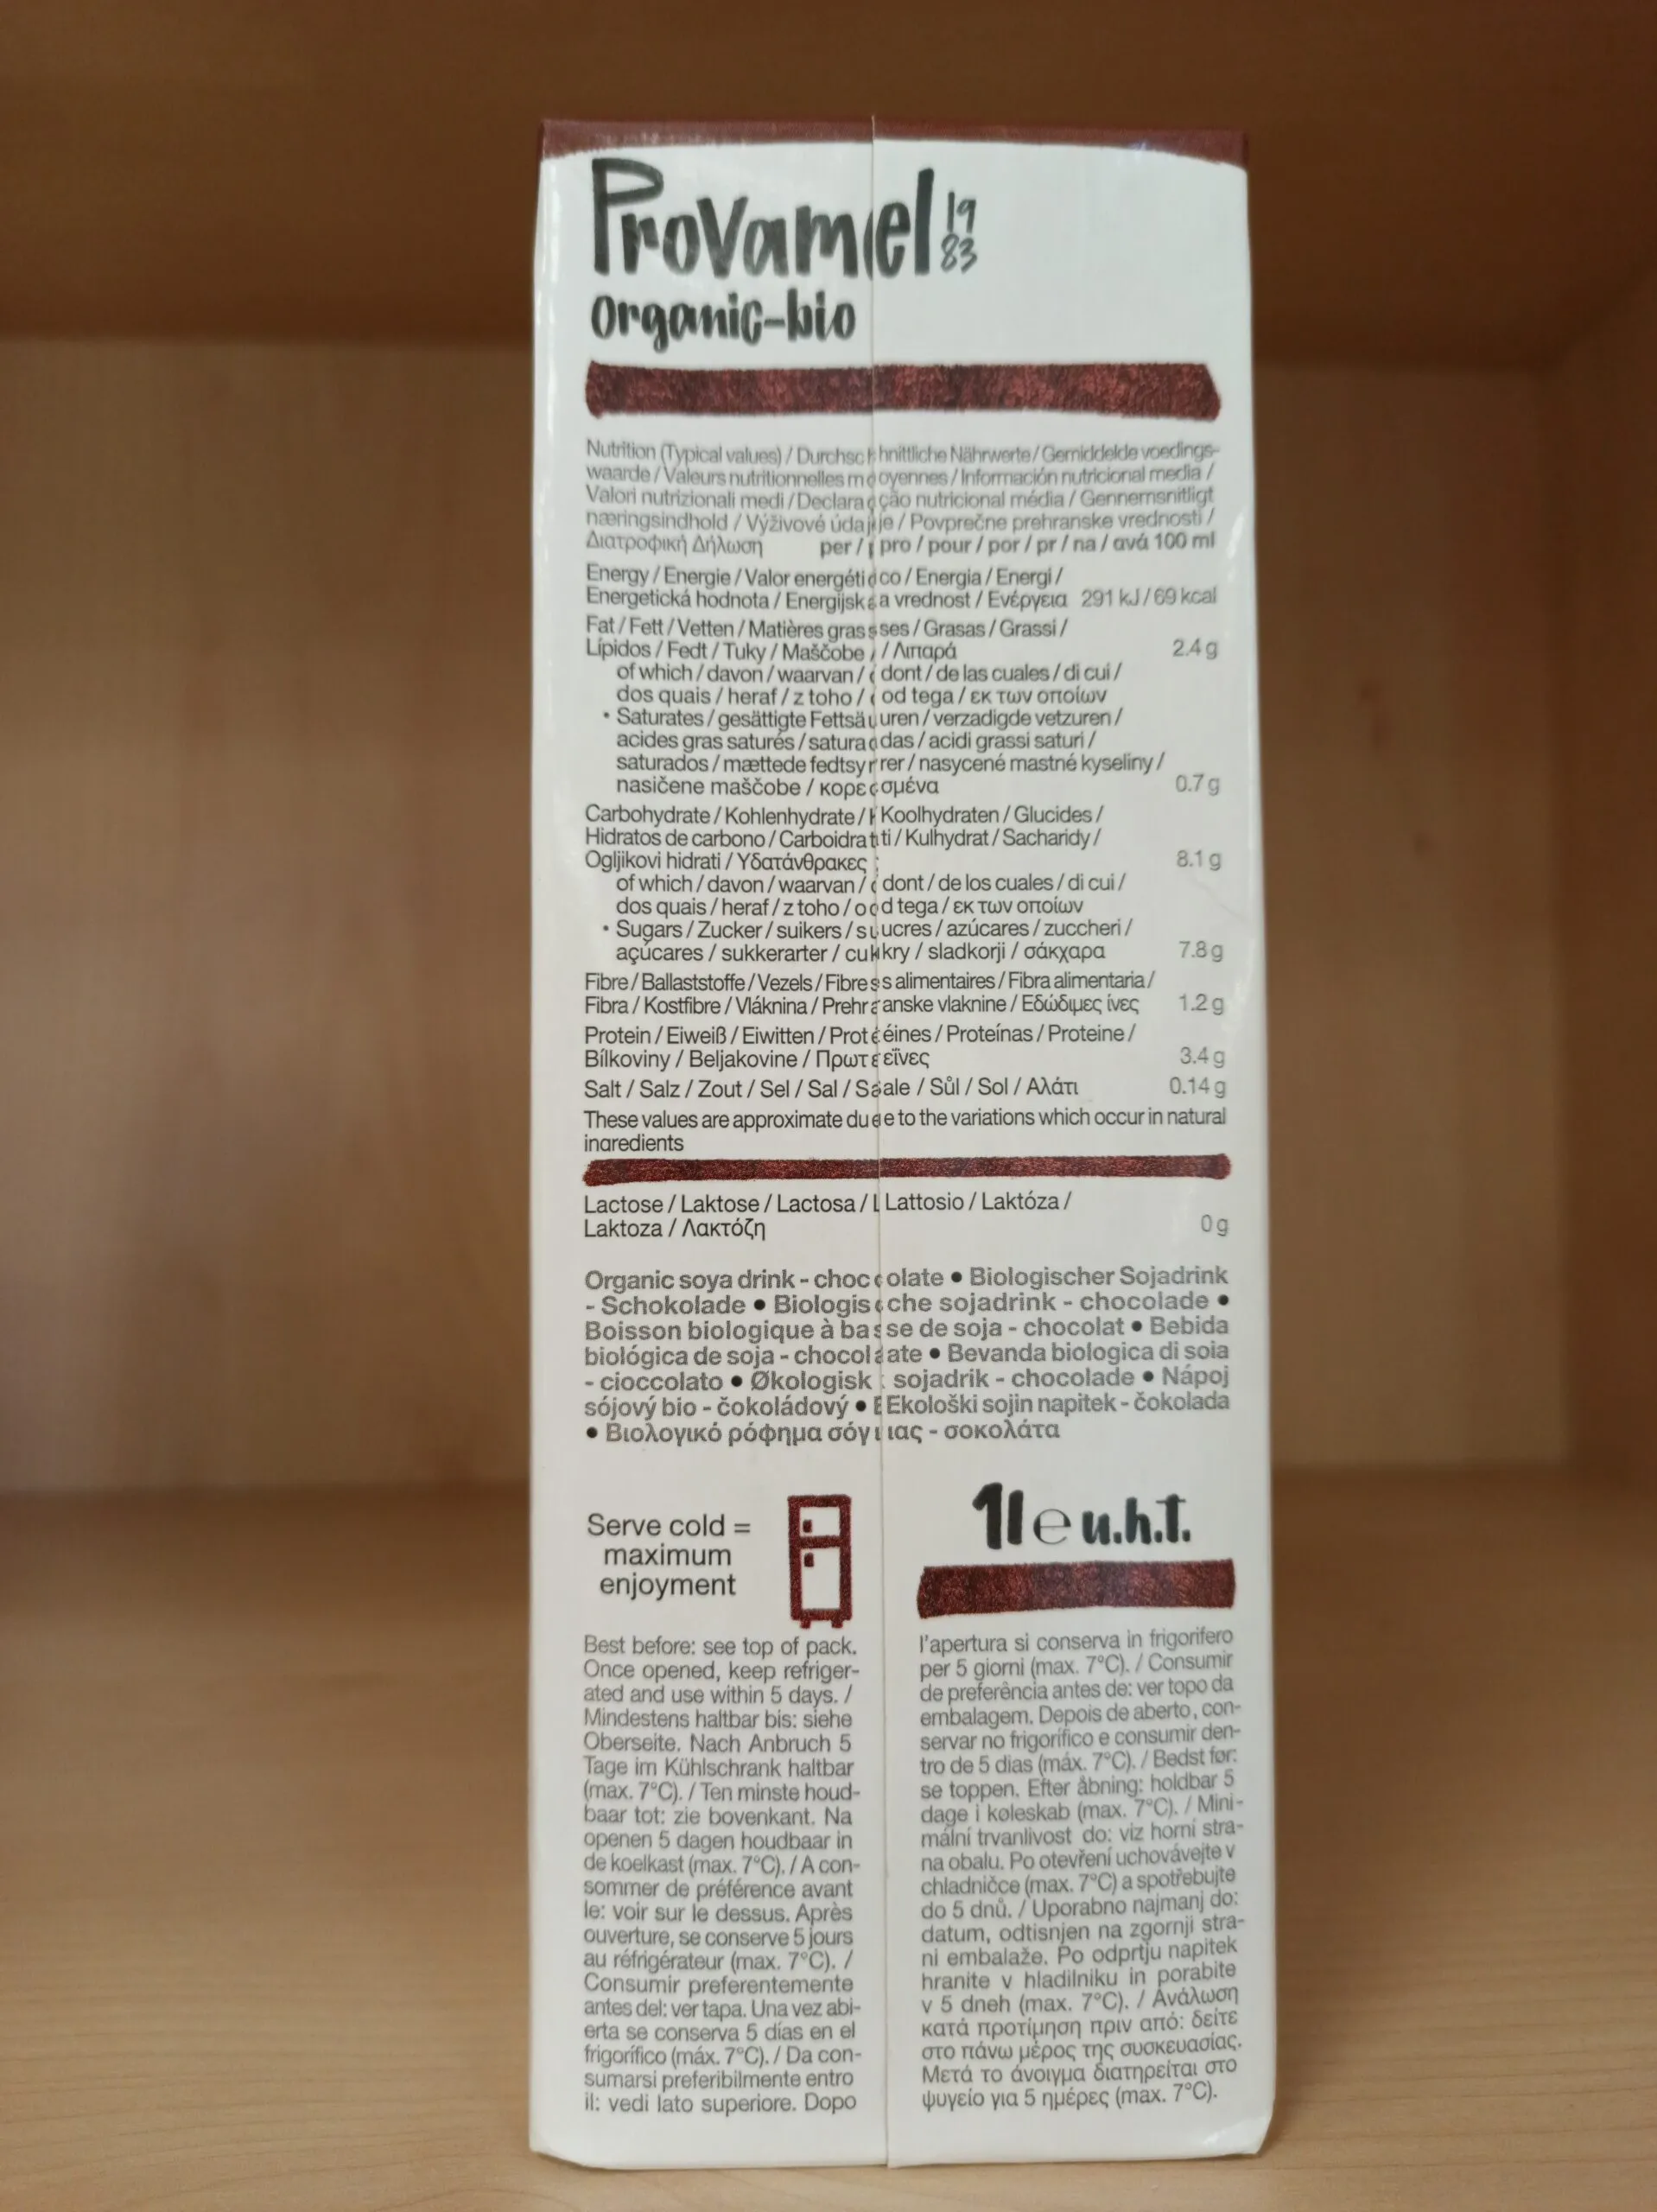 Provamel 19
83
organic-bio
Nutrition (Typical values) / Durchschnittliche Nährwerte / Gemiddelde voedings-
waarde / Valeurs nutritionnelles moyennes / Información nutricional media /
Valori nutrizionali medi / Declaração nutricional média / Gennemsnitligt
næringsindhold / Výživové údaje / Povprečne prehranske vrednosti /
Διατροφική Δήλωση per / pro / pour / por / pr / na / ανά 100 ml
Energy / Energie / Valor energético / Energia / Energi /
Energetická hodnota / Energijska vrednost / Ενέργεια 291 kJ / 69 kcal
Fat / Fett / Vetten / Matières grasses / Grasas / Grassi /
Lípidos / Fedt / Tuky / Maščobe / Λιπαρά 2.4 g
of which / davon / waarvan / dont / de las cuales / di cui /
dos quais / heraf / z toho / od tega / εκ των οποίων
• Saturates / gesättigte Fettsäuren / verzadigde vetzuren /
acides gras saturés / saturadas / acidi grassi saturi /
saturados / mættede fedtsyrer / nasycené mastné kyseliny /
nasičene maščobe / κορεσμένα 0.7 g
Carbohydrate / Kohlenhydrate / Koolhydraten / Glucides /
Hidratos de carbono / Carboidrati / Kulhydrat / Sacharidy /
Ogljikovi hidrati / Υδατάνθρακες 8.1 g
of which / davon / waarvan / dont / de los cuales / di cui /
dos quais / heraf / z toho / od tega / εκ των οποίων
• Sugars / Zucker / suikers / sucres / azúcares / zuccheri /
açúcares / sukkerarter / cukry / sladkorji / σάκχαρα 7.8 g
Fibre / Ballaststoffe / Vezels / Fibres alimentaires / Fibra alimentaria /
Fibra / Kostfibre / Vláknina / Prehranske vlaknine / Εδώδιμες ίνες 1.2 g
Protein / Eiweiß / Eiwitten / Protéines / Proteínas / Proteine /
Bílkoviny / Beljakovine / Πρωτεΐνες 3.4 g
Salt / Salz / Zout / Sel / Sal / Sale / Sůl / Sol / Αλάτι 0.14 g
These values are approximate due to the variations which occur in natural
ingredients
Lactose / Laktose / Lactosa / Lattosio / Laktóza /
Laktoza / Λακτόζη 0 g
Organic soya drink - chocolate • Biologischer Sojadrink
- Schokolade • Biologische sojadrink - chocolade •
Boisson biologique à base de soja - chocolat • Bebida
biológica de soja - chocolate • Bevanda biologica di soia
- cioccolato • Økologisk sojadrik - chocolade • Nápoj
sójový bio - čokoládový • Ekološki sojin napitek - čokolada
• Βιολογικό ρόφημα σόγιας - σοκολάτα
Serve cold =
maximum
enjoyment
1l e u.h.t.
Best before: see top of pack.
Once opened, keep refriger-
ated and use within 5 days. /
Mindestens haltbar bis: siehe
Oberseite. Nach Anbruch 5
Tage im Kühlschrank haltbar
(max. 7°C). / Ten minste houd-
baar tot: zie bovenkant. Na
openen 5 dagen houdbaar in
de koelkast (max. 7°C). / A con-
sommer de préférence avant
le: voir sur le dessus. Après
ouverture, se conserve 5 jours
au réfrigérateur (max. 7°C). /
Consumir preferentemente
antes del: ver tapa. Una vez abi-
erta se conserva 5 días en el
frigorífico (máx. 7°C). / Da con-
sumarsi preferibilmente entro
il: vedi lato superiore. Dopo
l'apertura si conserva in frigorifero
per 5 giorni (max. 7°C). / Consumir
de preferência antes de: ver topo da
embalagem. Depois de aberto, con-
servar no frigorífico e consumir den-
tro de 5 dias (máx. 7°C). / Bedst før:
se toppen. Efter åbning: holdbar 5
dage i køleskab (max. 7°C). / Mini-
mální trvanlivost do: viz horní stra-
na obalu. Po otevření uchovávejte v
chladničce (max. 7°C) a spotřebujte
do 5 dnů. / Uporabno najmanj do:
datum, odtisnjen na zgornji stra-
ni embalaže. Po odprtju napitek
hranite v hladilniku in porabite
v 5 dneh (max. 7°C). / Ανάλωση
κατά προτίμηση πριν από: δείτε
στο πάνω μέρος της συσκευασίας.
Μετά το άνοιγμα διατηρείται στο
ψυγείο για 5 ημέρες (max. 7°C).